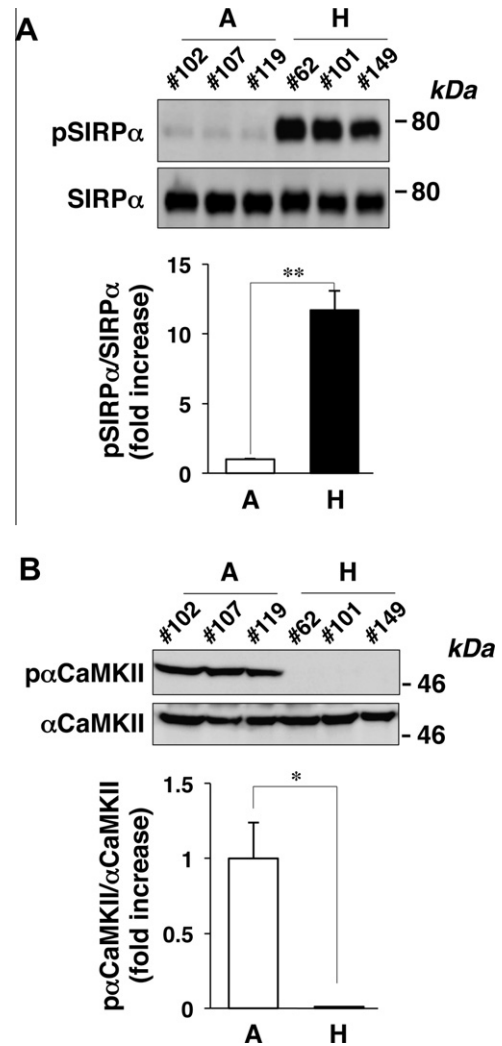 A
A H
#102 #107 #119 #62 #101 #149
kDa
pSIRPα
80
SIRPα
80
pSIRPα/SIRPα
(fold increase)
15
**
10
5
0
A H
B
A H
#102 #107 #119 #62 #101 #149
kDa
pαCaMKII
46
αCaMKII
46
pαCaMKII/αCaMKII
(fold increase)
1.5
*
1
0.5
0
A H